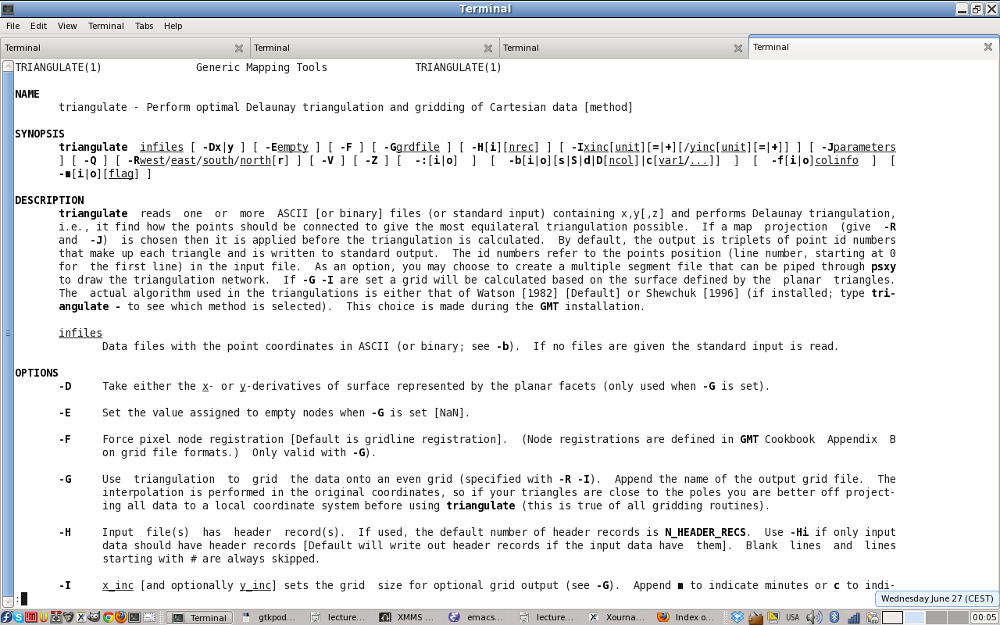 Terminal
File Edit View Terminal Tabs Help
Terminal Terminal Terminal Terminal
TRIANGULATE(1) Generic Mapping Tools TRIANGULATE(1)
NAME
triangulate - Perform optimal Delaunay triangulation and gridding of Cartesian data [method]
SYNOPSIS
triangulate infiles [ -Dx|y ] [ -Eempty ] [ -F ] [ -Ggrdfile ] [ -H[i][nrec] ] [ -Ixinc[unit][=|+][/yinc[unit][=|+]] ] [ -Jparameters
] [ -Q ] [ -Rwest/east/south/north[r] ] [ -V ] [ -Z ] [ -:[i|o] ] [ -b[i|o][s|S|d|D[ncol]|c[var1/...]] ] [ -f[i|o]colinfo ] [
-m[i|o][flag] ]
DESCRIPTION
triangulate reads one or more ASCII [or binary] files (or standard input) containing x,y[,z] and performs Delaunay triangulation,
i.e., it find how the points should be connected to give the most equilateral triangulation possible. If a map projection (give -R
and -J) is chosen then it is applied before the triangulation is calculated. By default, the output is triplets of point id numbers
that make up each triangle and is written to standard output. The id numbers refer to the points position (line number, starting at 0
for the first line) in the input file. As an option, you may choose to create a multiple segment file that can be piped through psxy
to draw the triangulation network. If -G -I are set a grid will be calculated based on the surface defined by the planar triangles.
The actual algorithm used in the triangulations is either that of Watson [1982] [Default] or Shewchuk [1996] (if installed; type tri-
angulate - to see which method is selected). This choice is made during the GMT installation.
infiles
Data files with the point coordinates in ASCII (or binary; see -b). If no files are given the standard input is read.
OPTIONS
-D Take either the x- or y-derivatives of surface represented by the planar facets (only used when -G is set).
-E Set the value assigned to empty nodes when -G is set [NaN].
-F Force pixel node registration [Default is gridline registration]. (Node registrations are defined in GMT Cookbook Appendix B
on grid file formats.) Only valid with -G).
-G Use triangulation to grid the data onto an even grid (specified with -R -I). Append the name of the output grid file. The
interpolation is performed in the original coordinates, so if your triangles are close to the poles you are better off project-
ing all data to a local coordinate system before using triangulate (this is true of all gridding routines).
-H Input file(s) has header record(s). If used, the default number of header records is N_HEADER_RECS. Use -Hi if only input
data should have header records [Default will write out header records if the input data have them]. Blank lines and lines
starting with # are always skipped.
-I x_inc [and optionally y_inc] sets the grid size for optional grid output (see -G). Append m to indicate minutes or c to indi-
:
Wednesday June 27 (CEST)
Terminal gtkpod... lecture... XMMS ... emacs... lecture... Xourna... Index o... USA 00:05